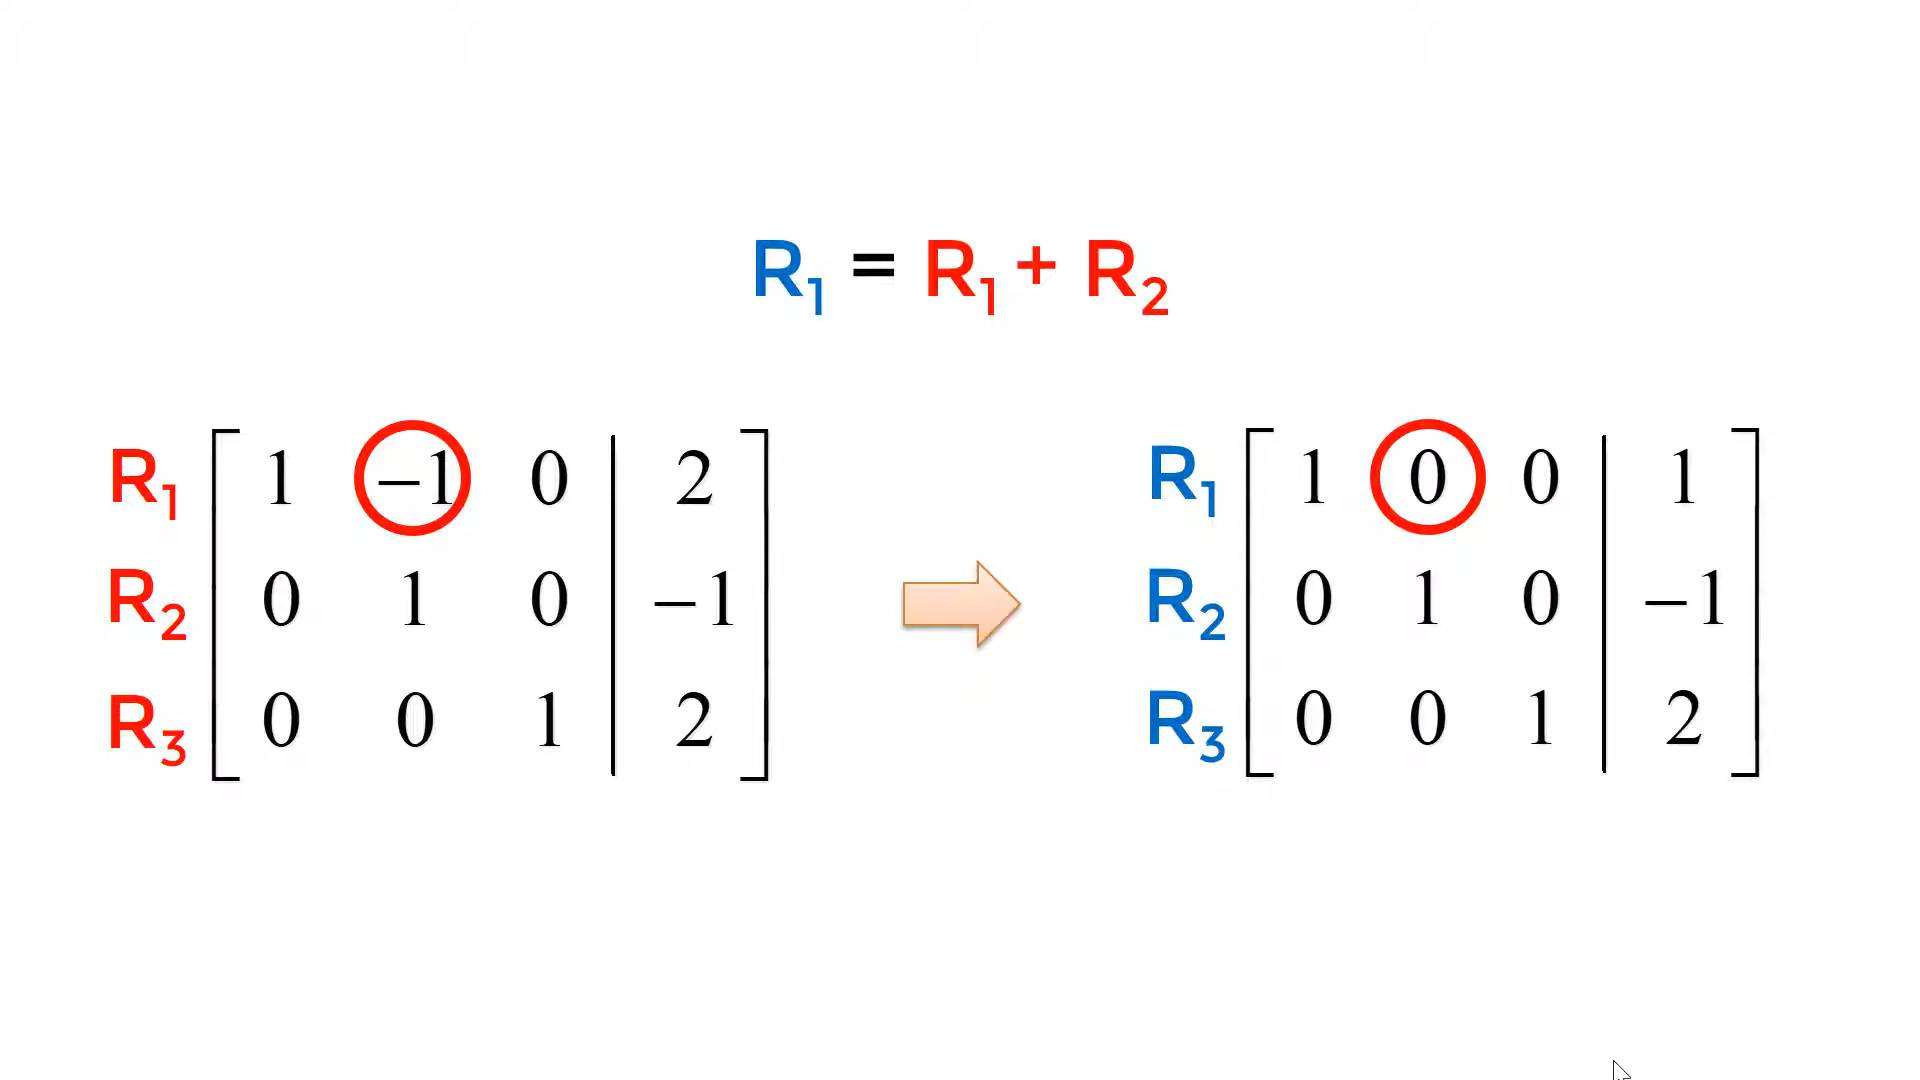 R₁ = R₁ + R₂
R₁ 1 −1 0 2 R₁ 1 0 0 1
R₂ 0 1 0 −1 R₂ 0 1 0 −1
R₃ 0 0 1 2 R₃ 0 0 1 2